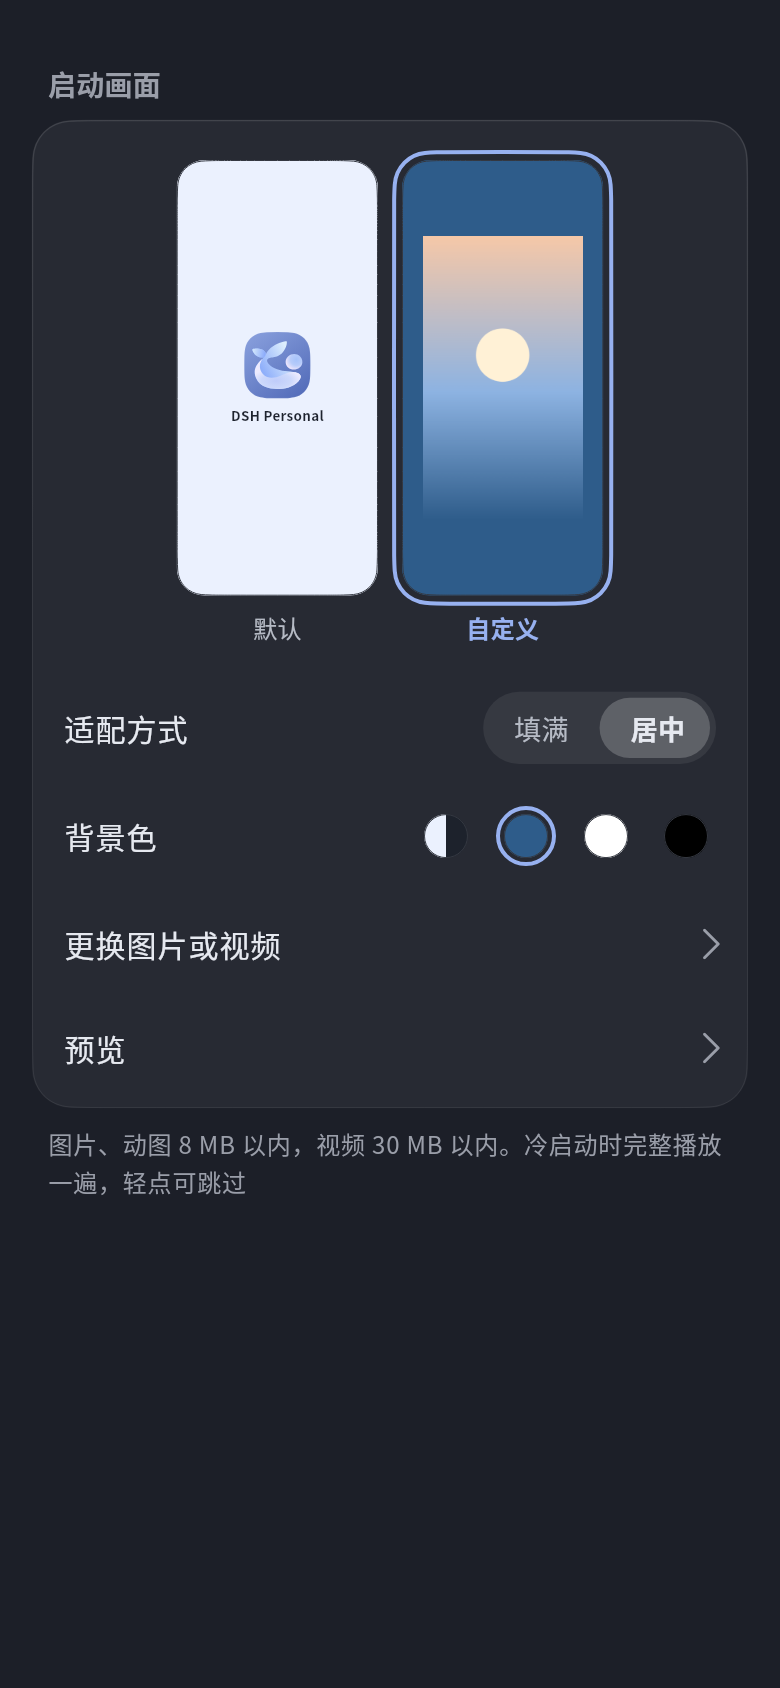 启动画面
DSH Personal
默认
自定义
适配方式
填满
居中
背景色
更换图片或视频
预览
图片、动图 8 MB 以内，视频 30 MB 以内。冷启动时完整播放
一遍，轻点可跳过